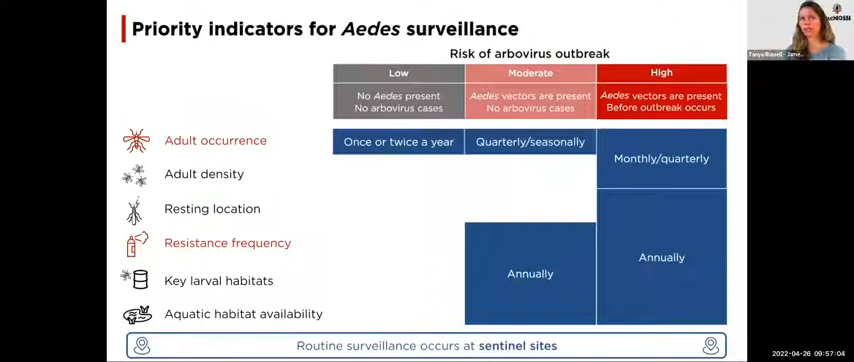 Priority indicators for Aedes surveillance
Risk of arbovirus outbreak
Low
Moderate
High
No Aedes present
No arbovirus cases
Aedes vectors are present
No arbovirus cases
Aedes vectors are present
Before outbreak occurs
Adult occurrence
Once or twice a year
Quarterly/seasonally
Monthly/quarterly
Adult density
Resting location
Resistance frequency
Annually
Annually
Key larval habitats
Aquatic habitat availability
Routine surveillance occurs at sentinel sites
Tanya Russell - Jame...
2022-04-26 09:57:04